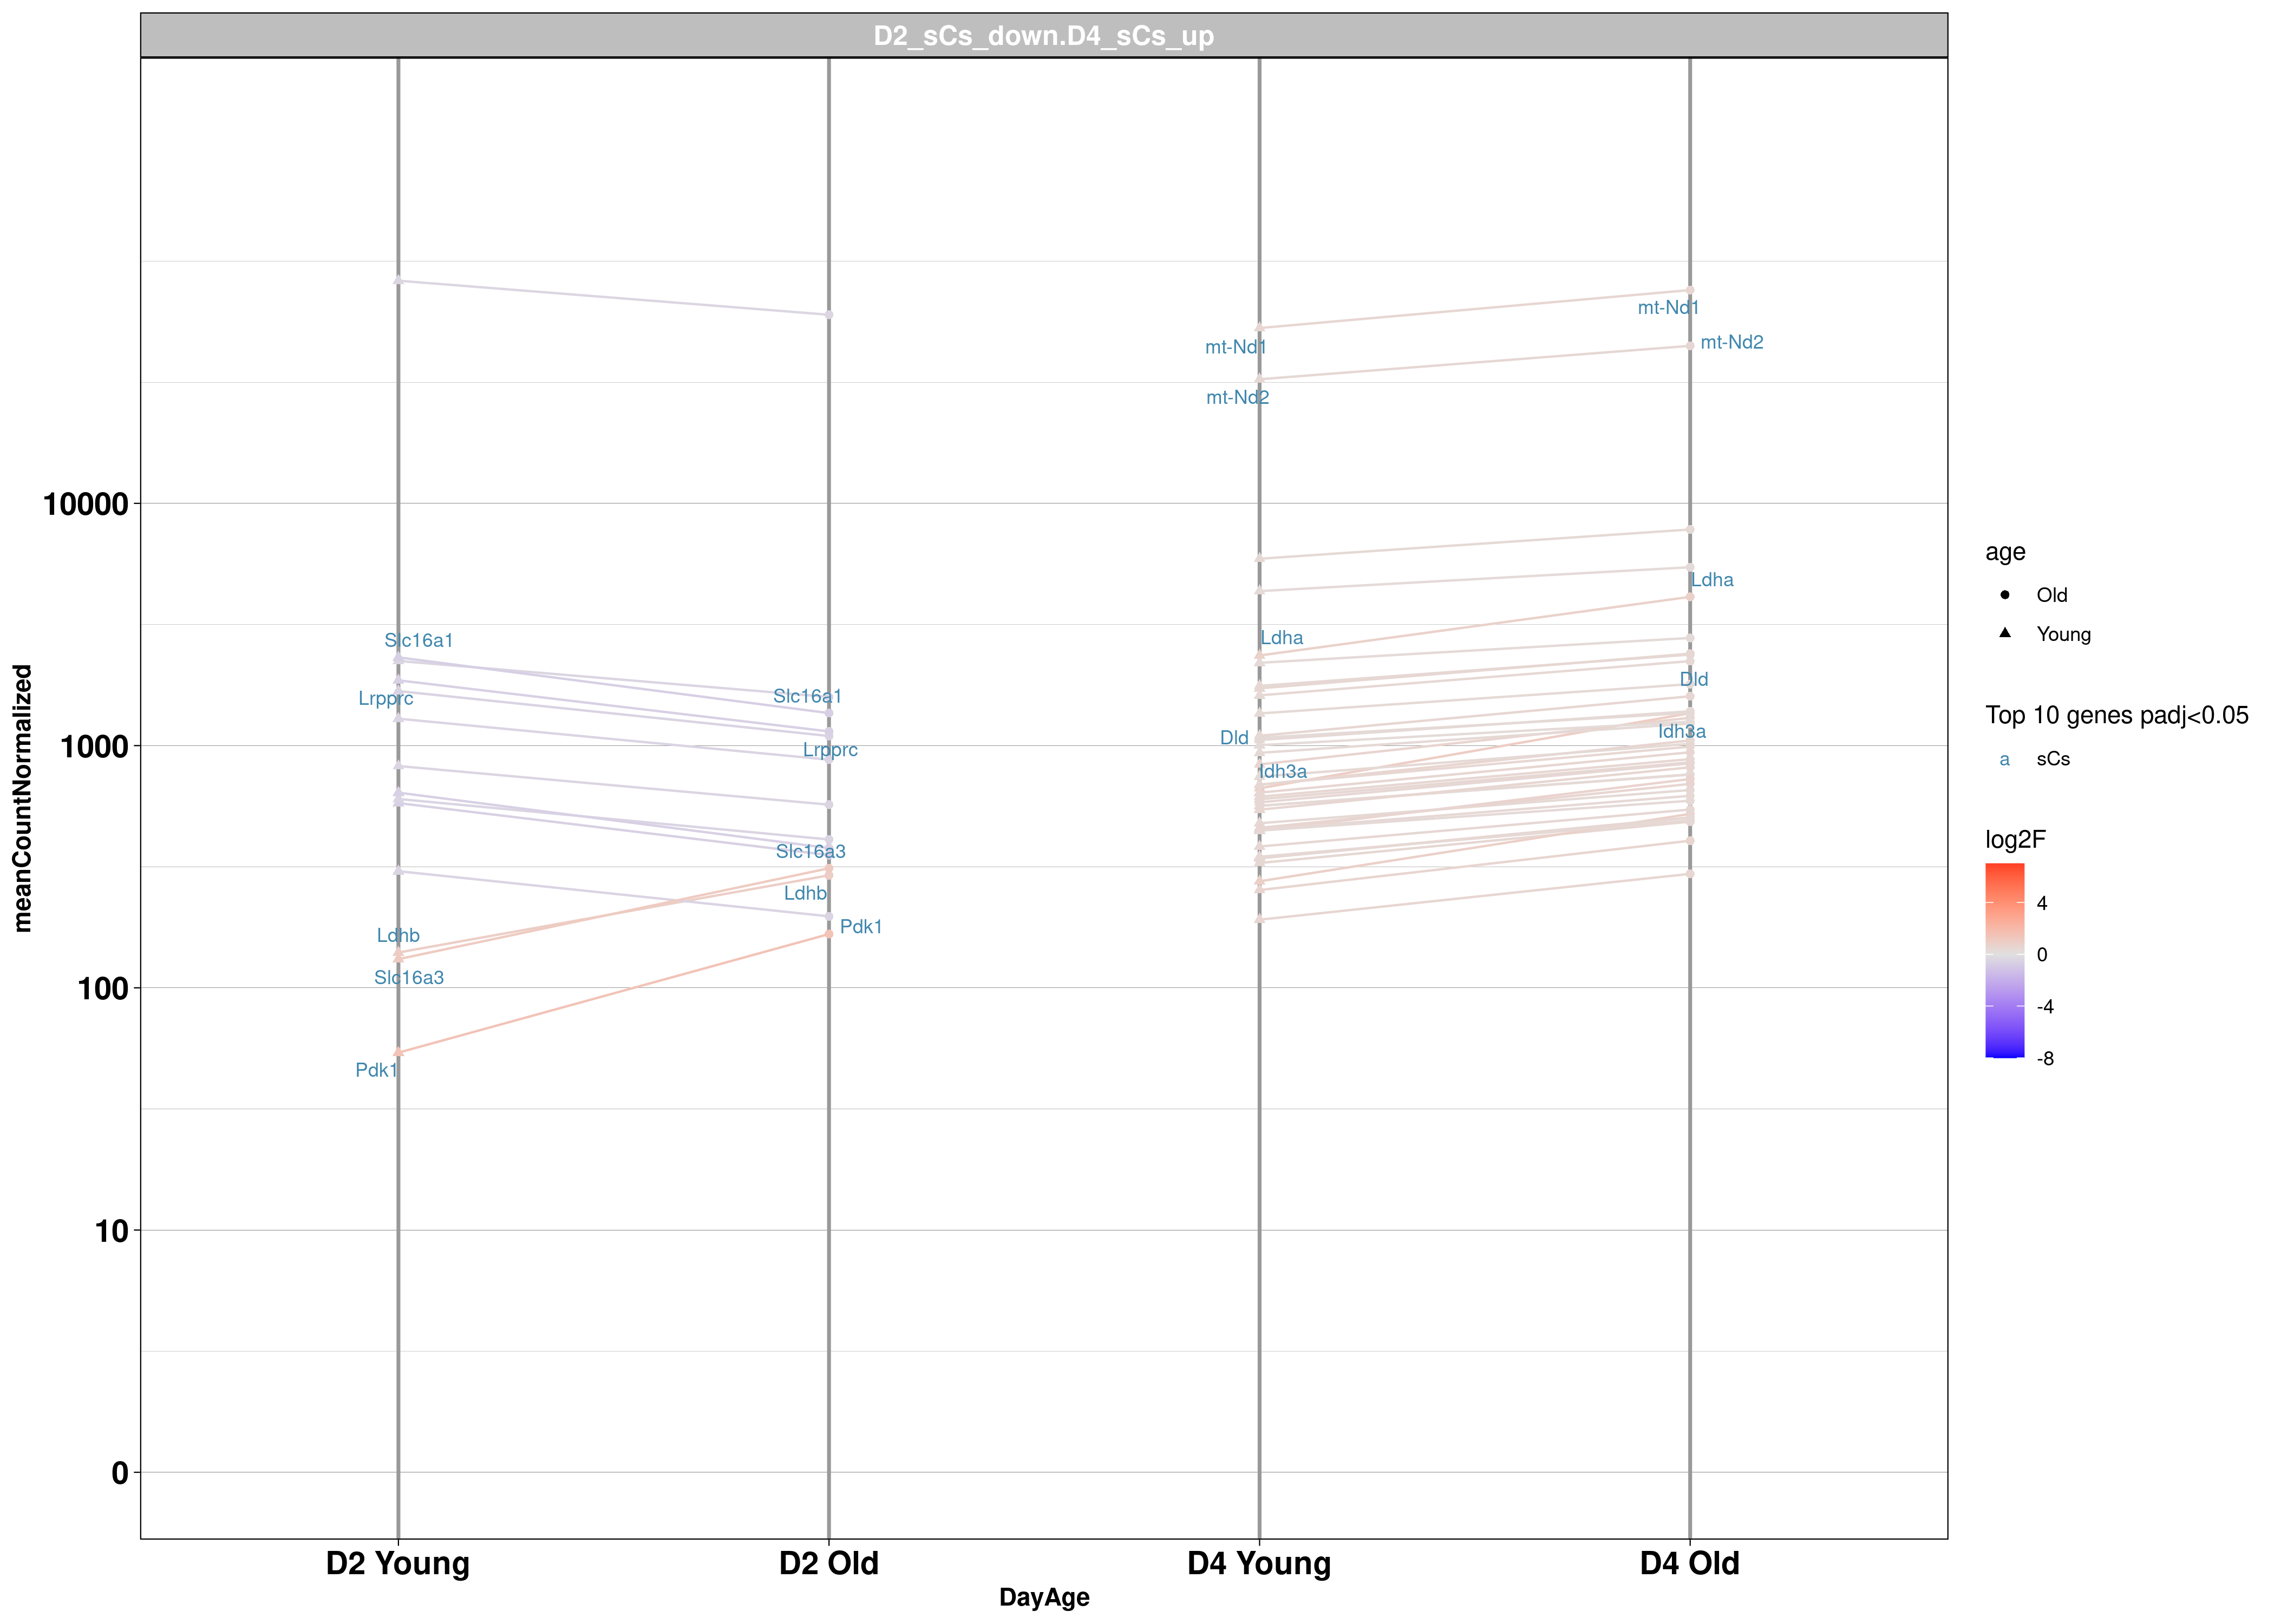 D2_sCs_down.D4_sCs_up
meanCountNormalized
10000
1000
100
10
0
mt-Nd1
mt-Nd2
mt-Nd1
mt-Nd2
Ldha
Ldha
Slc16a1
Slc16a1
Lrpprc
Lrpprc
Dld
Dld
Idh3a
Idh3a
Slc16a3
Ldhb
Pdk1
Ldhb
Slc16a3
Pdk1
D2 Young
D2 Old
D4 Young
D4 Old
DayAge
age
Old
Young
Top 10 genes padj<0.05
a sCs
log2F
4
0
-4
-8